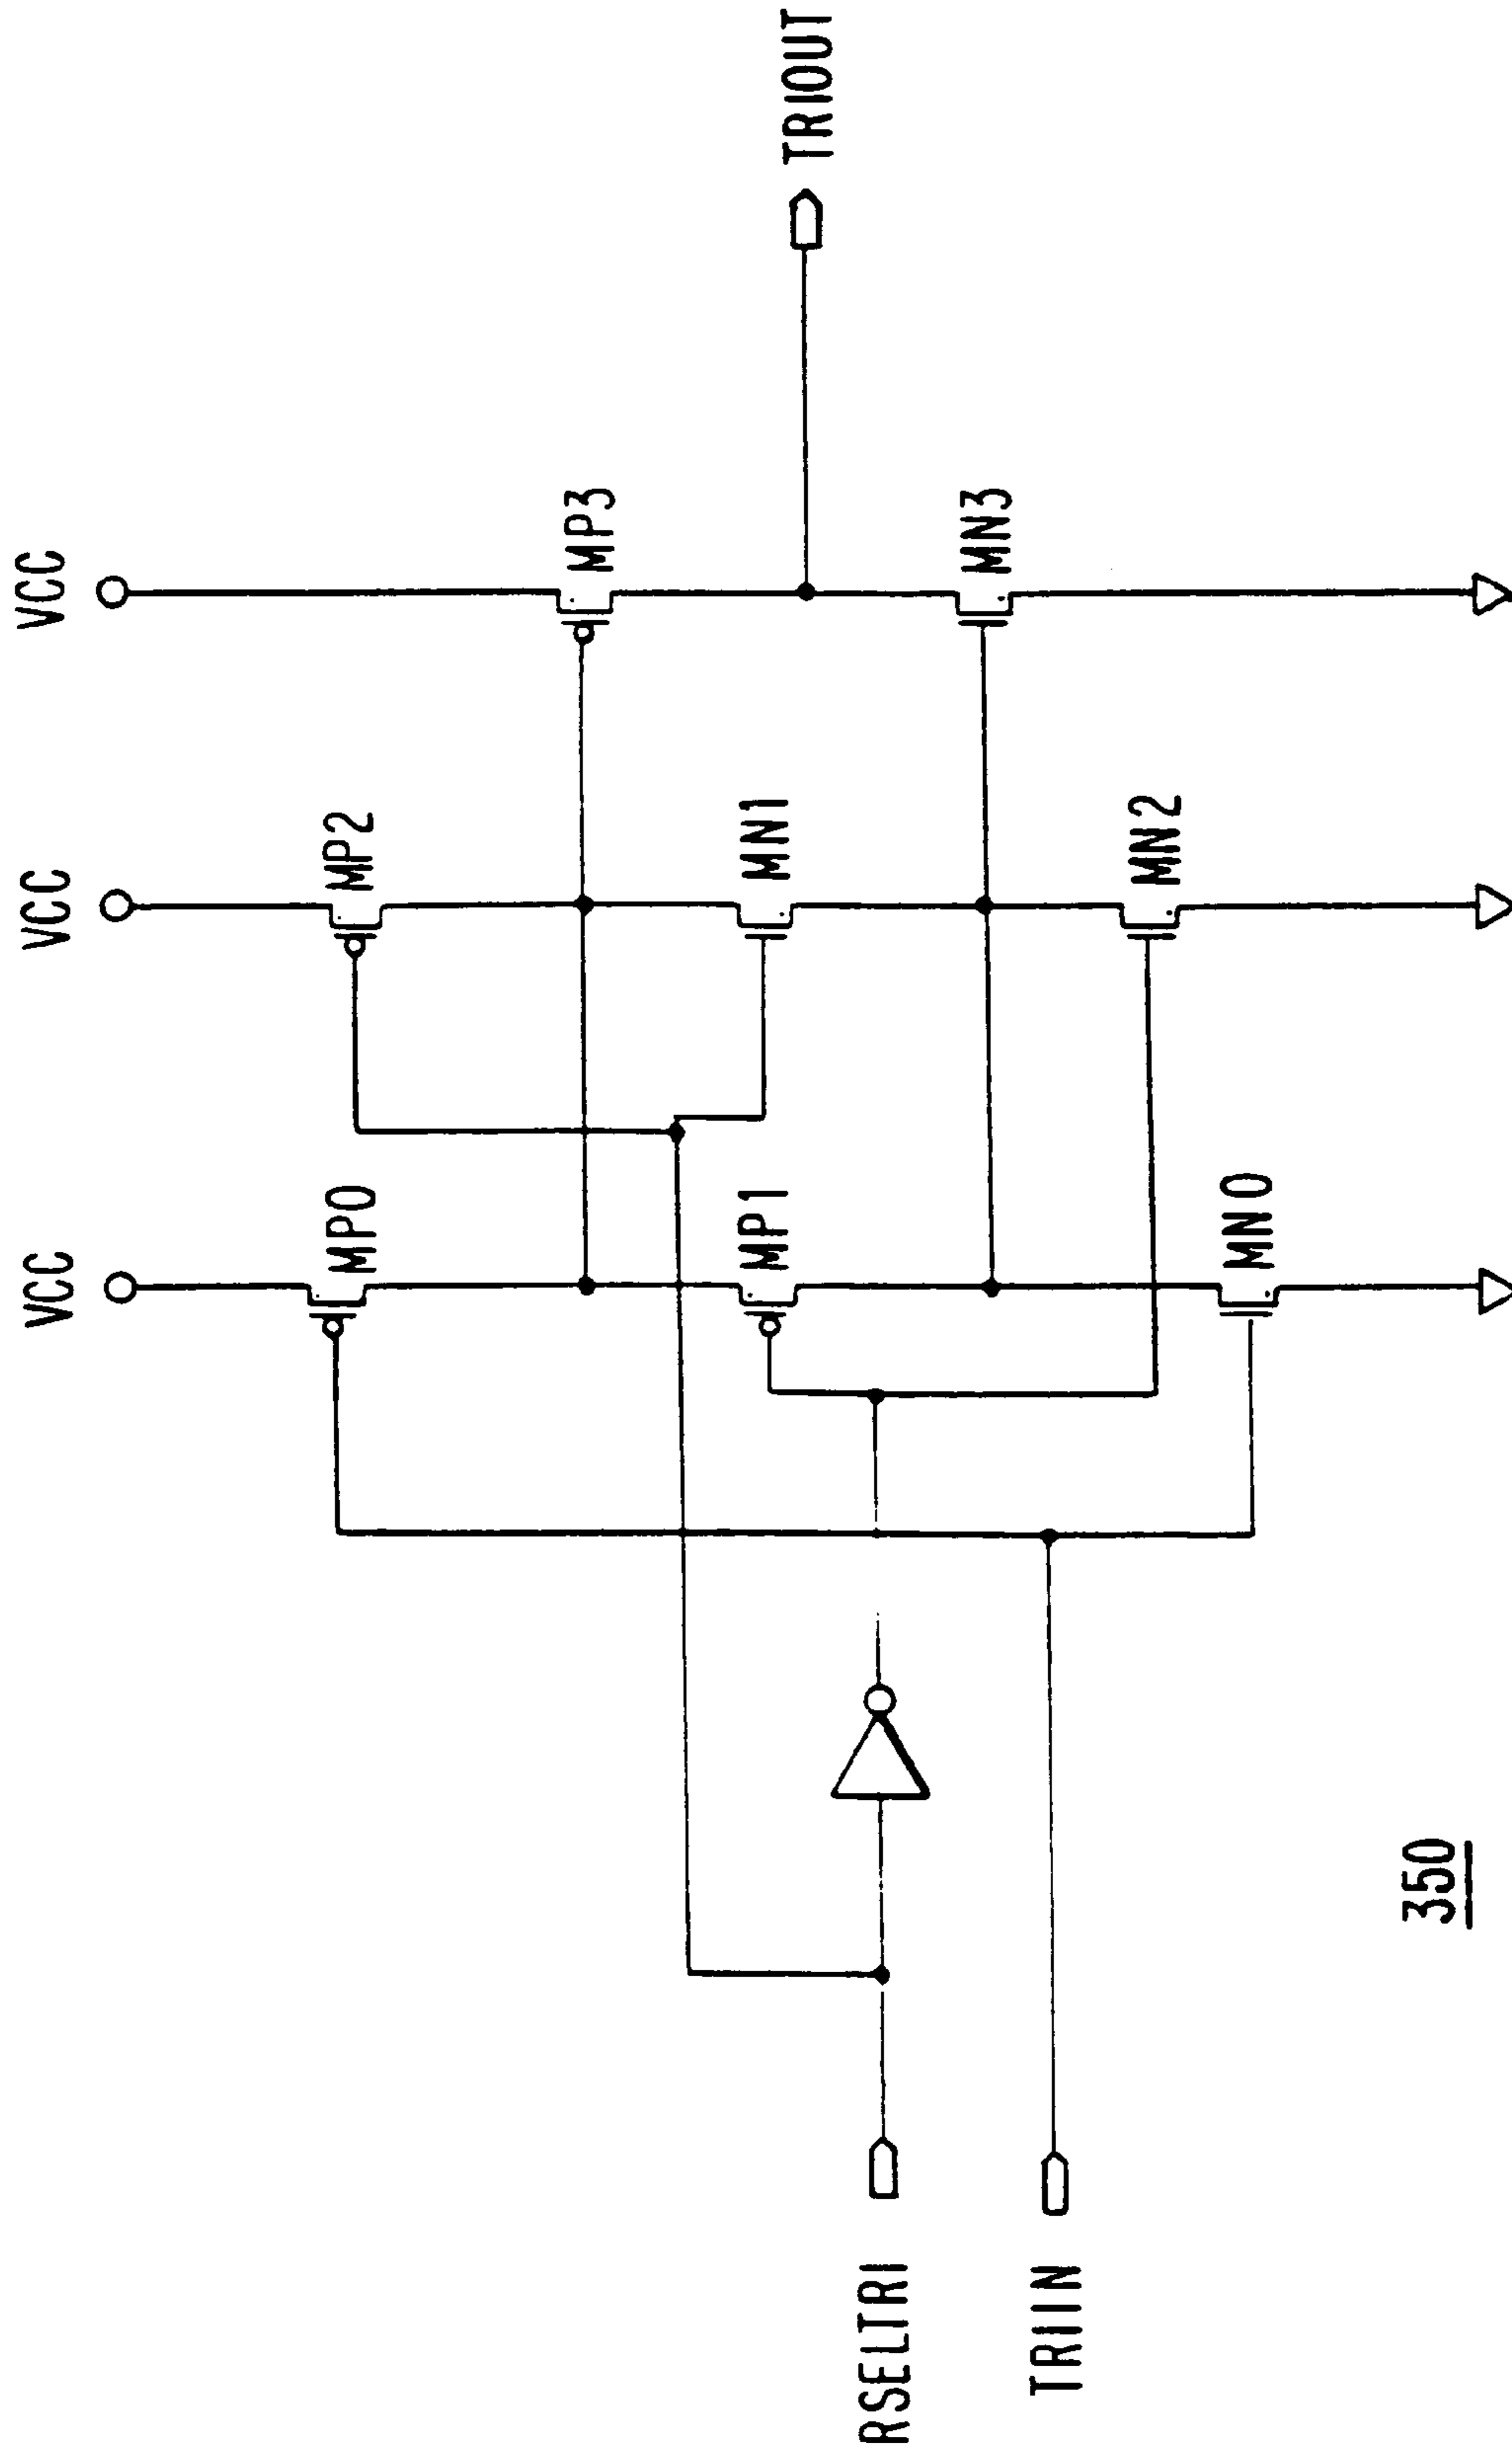 VCC
VCC
VCC
MP0
MP2
MP3
MP1
MN1
MN3
MN0
MN2
TRIOUT
RSELTRI
TRIIN
350